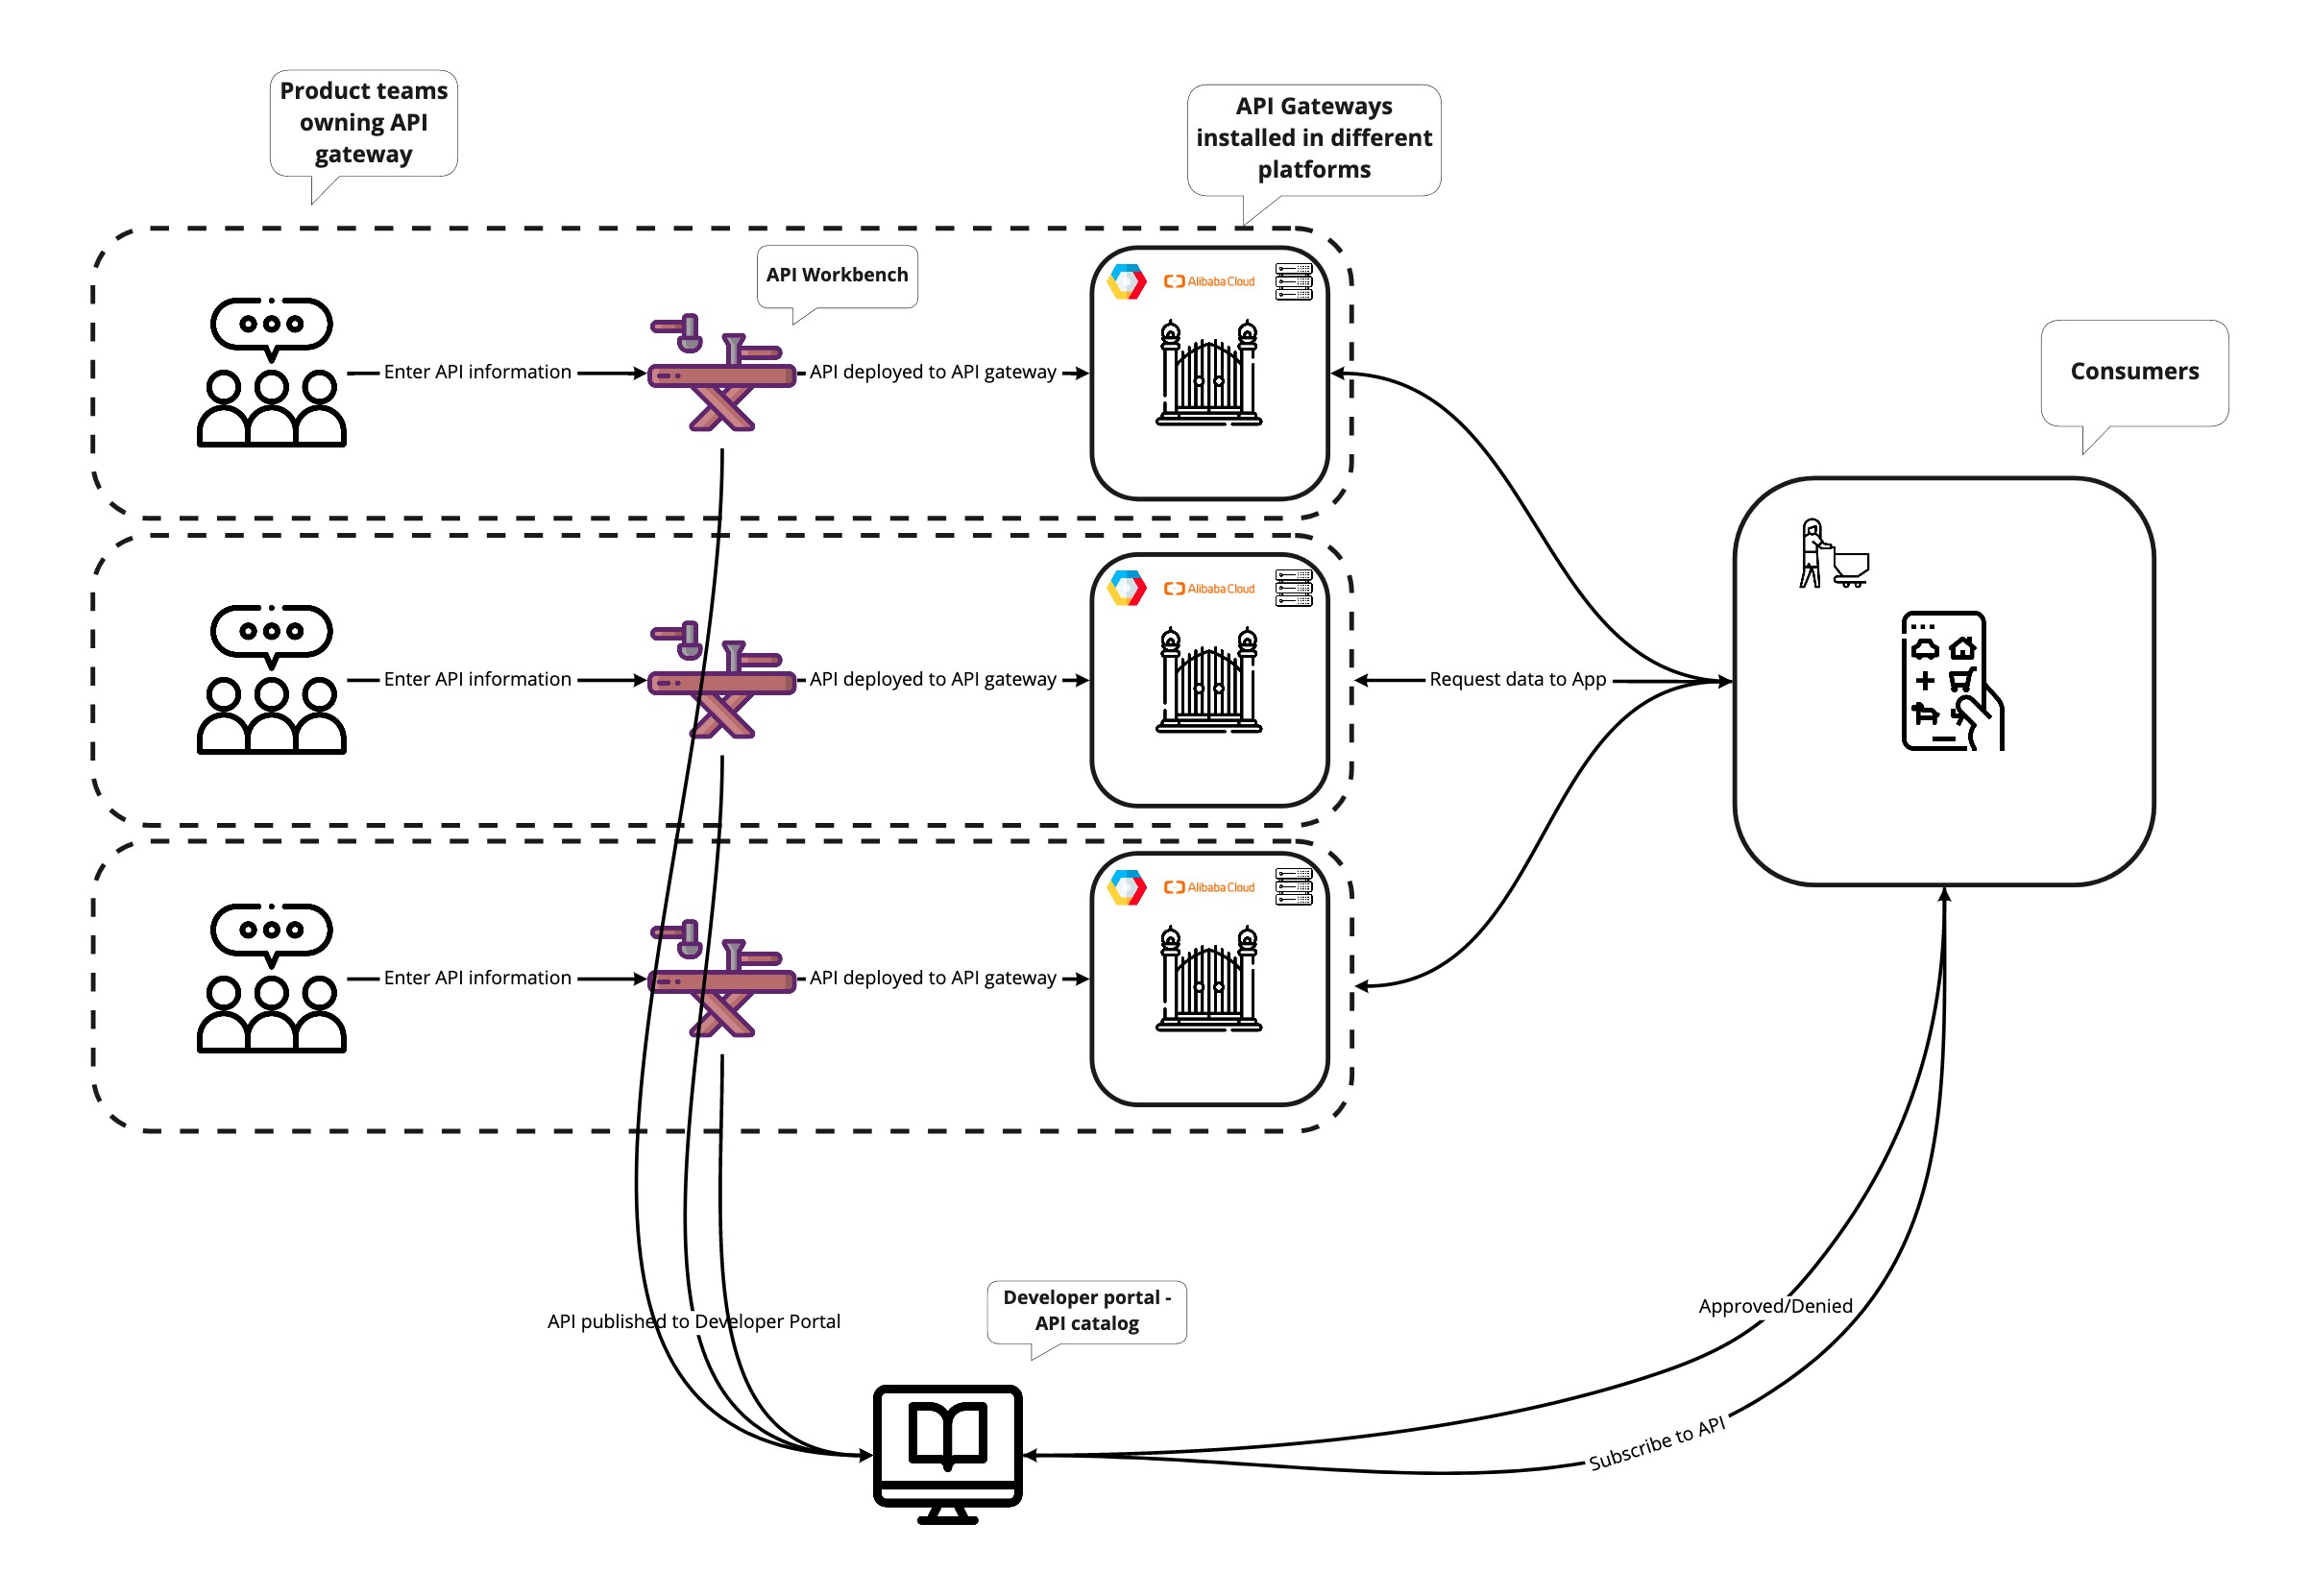 Product teams
owning API
gateway
API Gateways
installed in different
platforms
API Workbench
Alibaba Cloud
Enter API information
API deployed to API gateway
Consumers
Alibaba Cloud
Enter API information
API deployed to API gateway
Request data to App
Alibaba Cloud
Enter API information
API deployed to API gateway
Developer portal -
API catalog
API published to Developer Portal
Approved/Denied
Subscribe to API